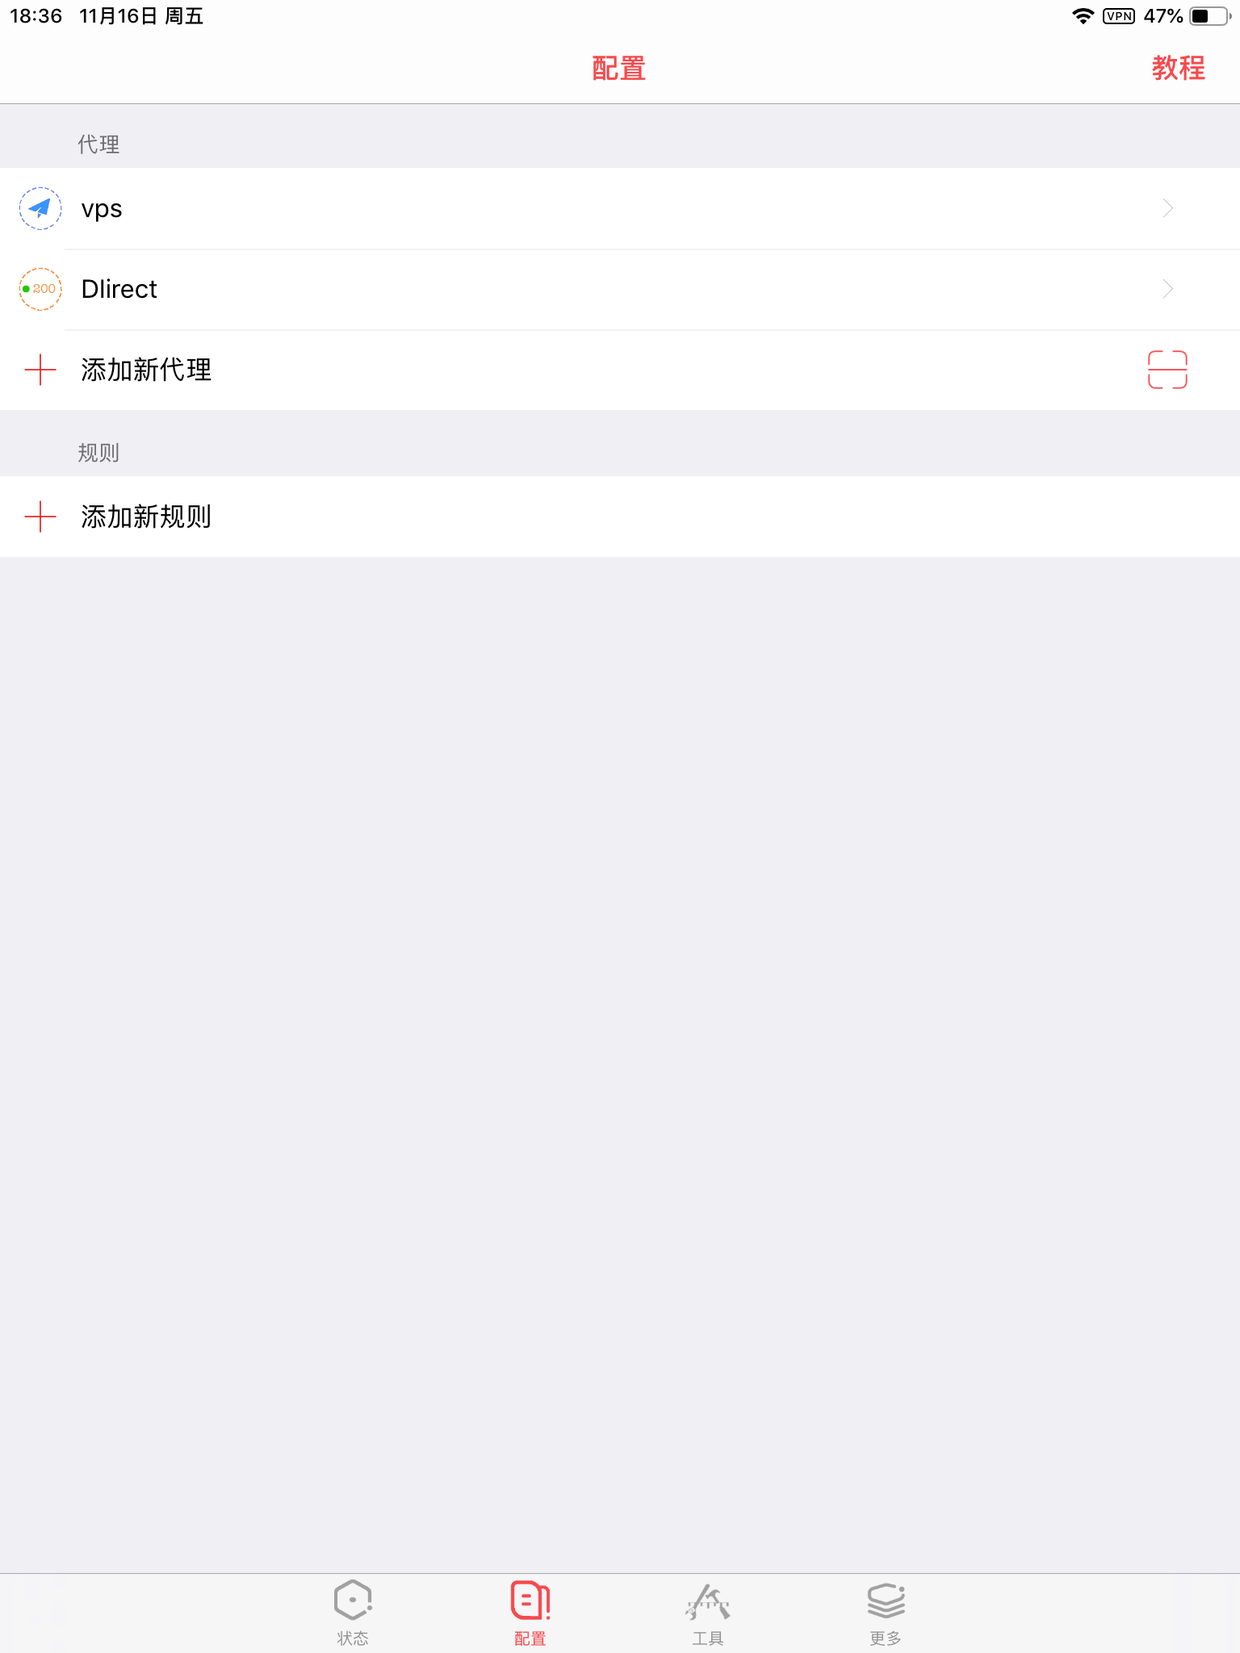 18:36 11月16日 周五 VPN 47%
配置 教程
代理
vps
200 Dlirect
添加新代理
规则
添加新规则
状态 配置 工具 更多